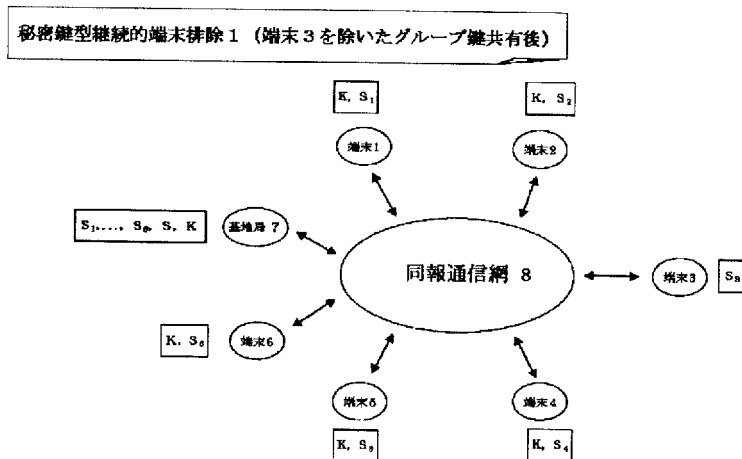 秘密鍵型継続的端末排除1（端末3を除いたグループ鍵共有後）
K, S₁
K, S₂
端末1
端末2
S₁,...., S₆, S, K
基地局 7
同報通信網 8
端末3
S₃
K, S₆
端末6
端末5
端末4
K, S₅
K, S₄